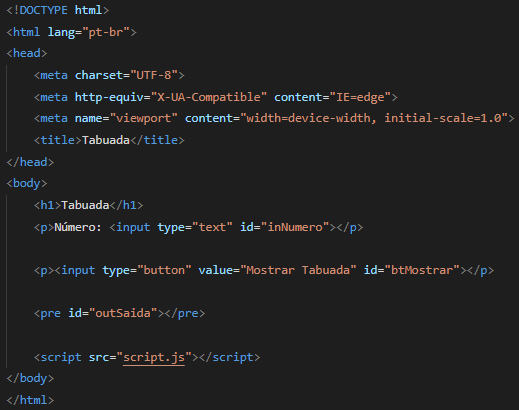 <!DOCTYPE html>
<html lang="pt-br">
<head>
    <meta charset="UTF-8">
    <meta http-equiv="X-UA-Compatible" content="IE=edge">
    <meta name="viewport" content="width=device-width, initial-scale=1.0">
    <title>Tabuada</title>
</head>
<body>
    <h1>Tabuada</h1>
    <p>Número: <input type="text" id="inNumero"></p>
    <p><input type="button" value="Mostrar Tabuada" id="btMostrar"></p>
    <pre id="outSaida"></pre>
    <script src="script.js"></script>
</body>
</html>